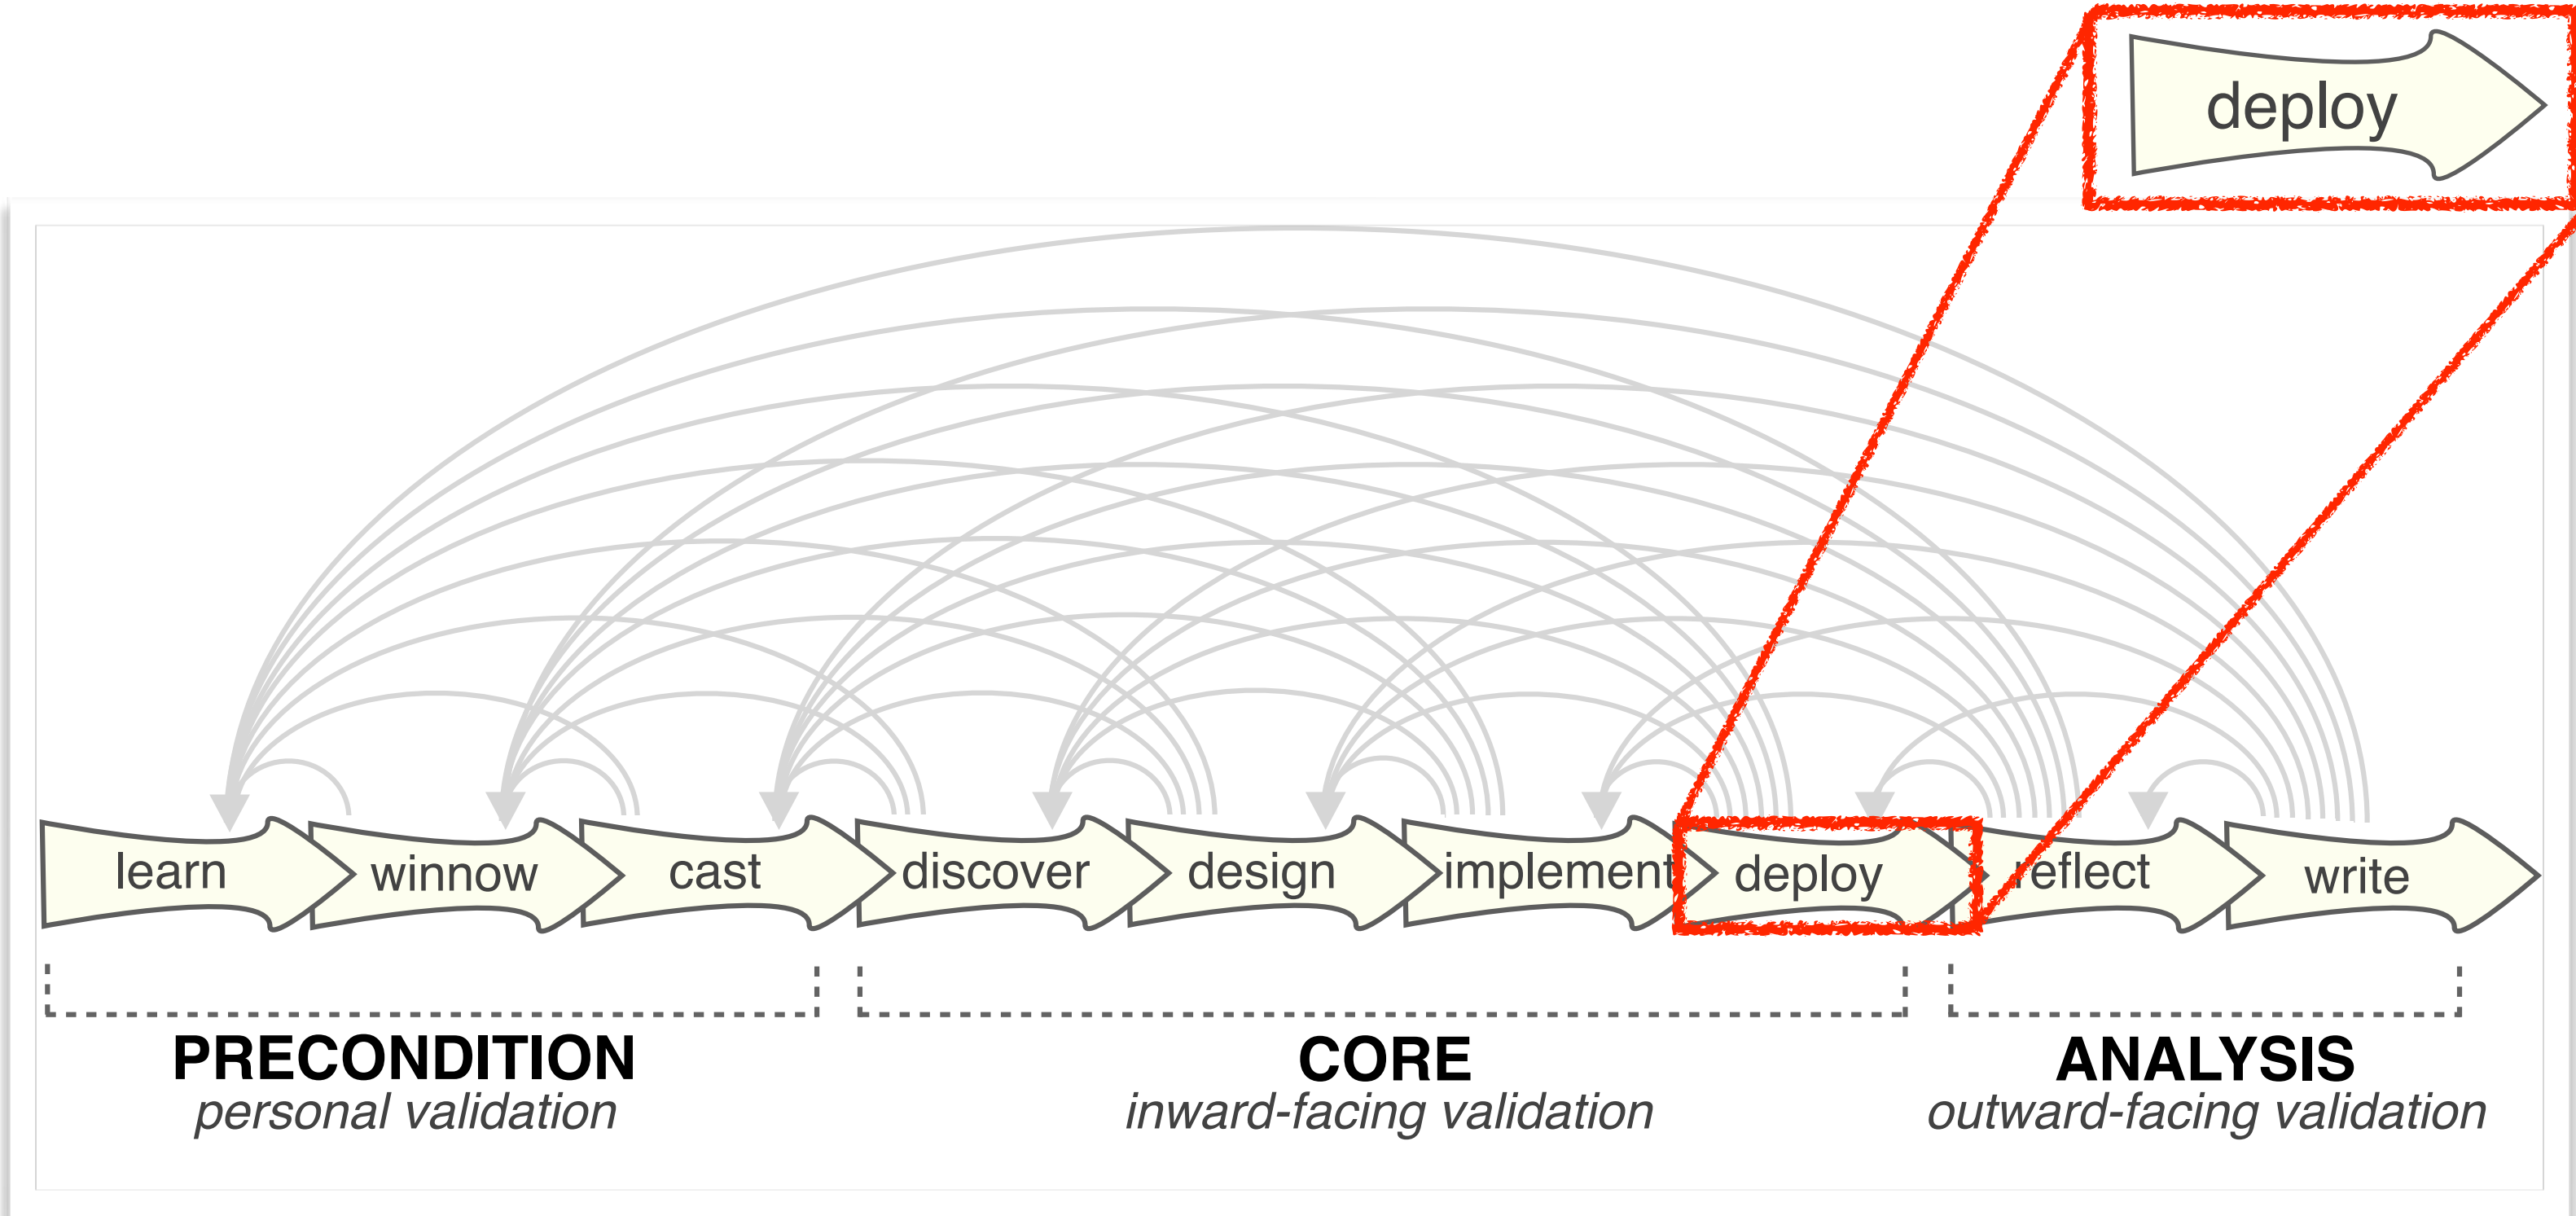 deploy
learn
winnow
cast
discover
design
implement
deploy
reflect
write
PRECONDITION
personal validation
CORE
inward-facing validation
ANALYSIS
outward-facing validation